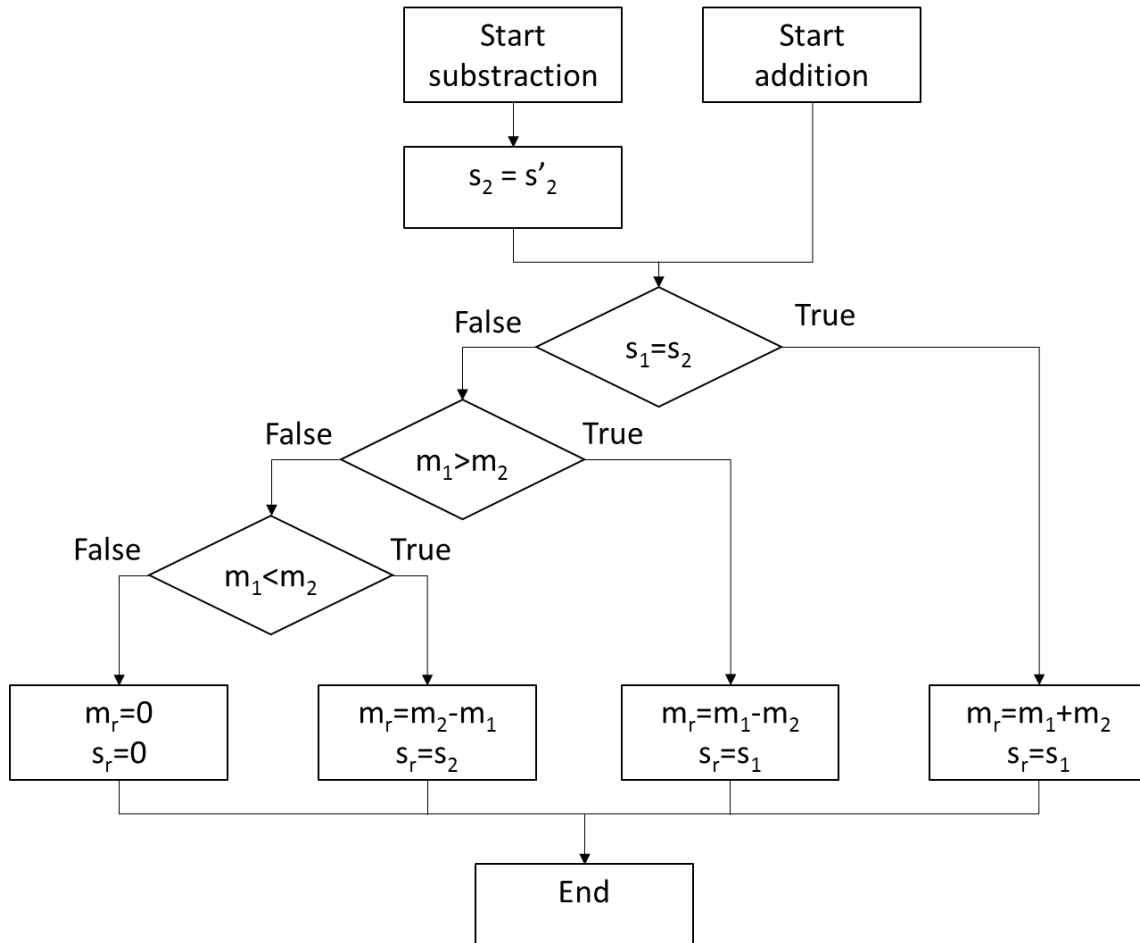 Start
substraction
Start
addition
s₂ = s’₂
False
True
s₁=s₂
False
True
m₁>m₂
False
True
m₁<m₂
mᵣ=0
sᵣ=0
mᵣ=m₂-m₁
sᵣ=s₂
mᵣ=m₁-m₂
sᵣ=s₁
mᵣ=m₁+m₂
sᵣ=s₁
End